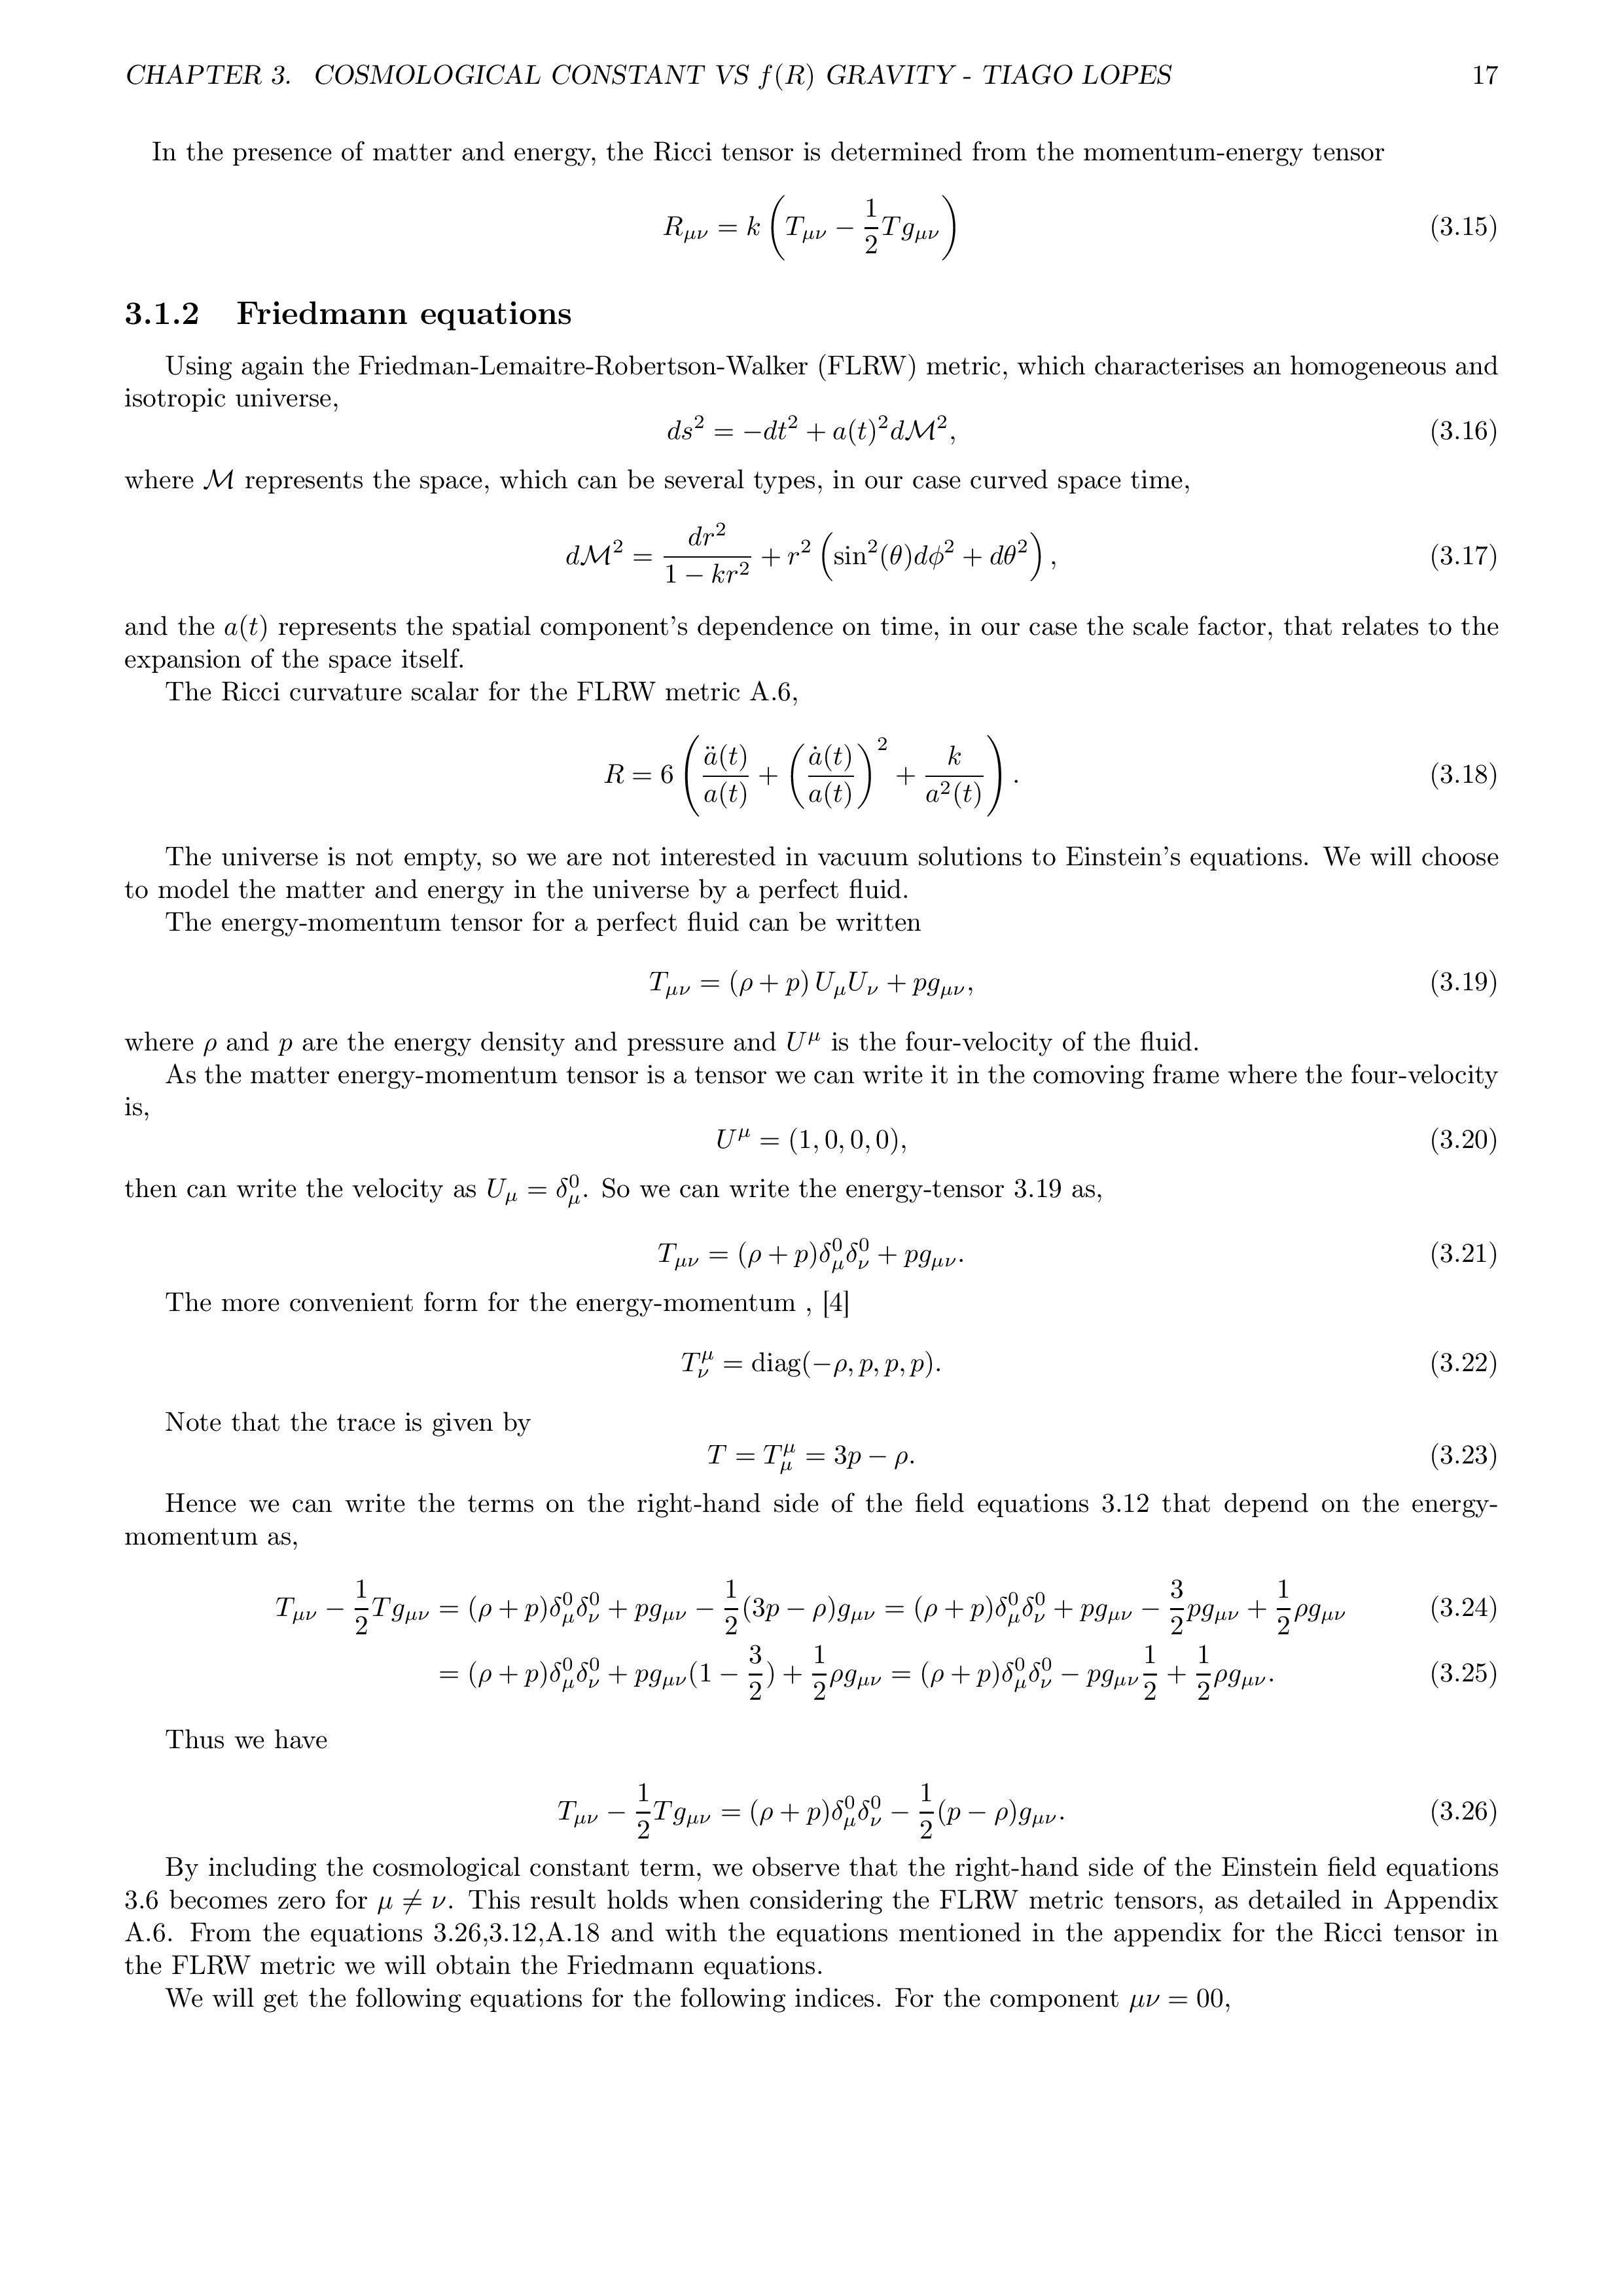 CHAPTER 3. COSMOLOGICAL CONSTANT VS f(R) GRAVITY - TIAGO LOPES 17
In the presence of matter and energy, the Ricci tensor is determined from the momentum-energy tensor
$R_{\mu\nu} = k\left(T_{\mu\nu} - \frac{1}{2}Tg_{\mu\nu}\right)$ (3.15)
3.1.2 Friedmann equations
Using again the Friedman-Lemaitre-Robertson-Walker (FLRW) metric, which characterises an homogeneous and
isotropic universe,
$ds^2 = -dt^2 + a(t)^2 d\mathcal{M}^2,$ (3.16)
where $\mathcal{M}$ represents the space, which can be several types, in our case curved space time,
$d\mathcal{M}^2 = \frac{dr^2}{1 - kr^2} + r^2\left(\sin^2(\theta)d\phi^2 + d\theta^2\right),$ (3.17)
and the $a(t)$ represents the spatial component's dependence on time, in our case the scale factor, that relates to the
expansion of the space itself.
The Ricci curvature scalar for the FLRW metric A.6,
$R = 6\left(\frac{\ddot{a}(t)}{a(t)} + \left(\frac{\dot{a}(t)}{a(t)}\right)^2 + \frac{k}{a^2(t)}\right).$ (3.18)
The universe is not empty, so we are not interested in vacuum solutions to Einstein's equations. We will choose
to model the matter and energy in the universe by a perfect fluid.
The energy-momentum tensor for a perfect fluid can be written
$T_{\mu\nu} = (\rho + p)\, U_\mu U_\nu + pg_{\mu\nu},$ (3.19)
where $\rho$ and $p$ are the energy density and pressure and $U^\mu$ is the four-velocity of the fluid.
As the matter energy-momentum tensor is a tensor we can write it in the comoving frame where the four-velocity
is,
$U^\mu = (1, 0, 0, 0),$ (3.20)
then can write the velocity as $U_\mu = \delta^0_\mu$. So we can write the energy-tensor 3.19 as,
$T_{\mu\nu} = (\rho + p)\delta^0_\mu\delta^0_\nu + pg_{\mu\nu}.$ (3.21)
The more convenient form for the energy-momentum , [4]
$T^\mu_\nu = \text{diag}(-\rho, p, p, p).$ (3.22)
Note that the trace is given by
$T = T^\mu_\mu = 3p - \rho.$ (3.23)
Hence we can write the terms on the right-hand side of the field equations 3.12 that depend on the energy-
momentum as,
$T_{\mu\nu} - \frac{1}{2}Tg_{\mu\nu} = (\rho + p)\delta^0_\mu\delta^0_\nu + pg_{\mu\nu} - \frac{1}{2}(3p - \rho)g_{\mu\nu} = (\rho + p)\delta^0_\mu\delta^0_\nu + pg_{\mu\nu} - \frac{3}{2}pg_{\mu\nu} + \frac{1}{2}\rho g_{\mu\nu}$ (3.24)
$= (\rho + p)\delta^0_\mu\delta^0_\nu + pg_{\mu\nu}(1 - \frac{3}{2}) + \frac{1}{2}\rho g_{\mu\nu} = (\rho + p)\delta^0_\mu\delta^0_\nu - pg_{\mu\nu}\frac{1}{2} + \frac{1}{2}\rho g_{\mu\nu}.$ (3.25)
Thus we have
$T_{\mu\nu} - \frac{1}{2}Tg_{\mu\nu} = (\rho + p)\delta^0_\mu\delta^0_\nu - \frac{1}{2}(p - \rho)g_{\mu\nu}.$ (3.26)
By including the cosmological constant term, we observe that the right-hand side of the Einstein field equations
3.6 becomes zero for $\mu \neq \nu$. This result holds when considering the FLRW metric tensors, as detailed in Appendix
A.6. From the equations 3.26,3.12,A.18 and with the equations mentioned in the appendix for the Ricci tensor in
the FLRW metric we will obtain the Friedmann equations.
We will get the following equations for the following indices. For the component $\mu\nu = 00$,